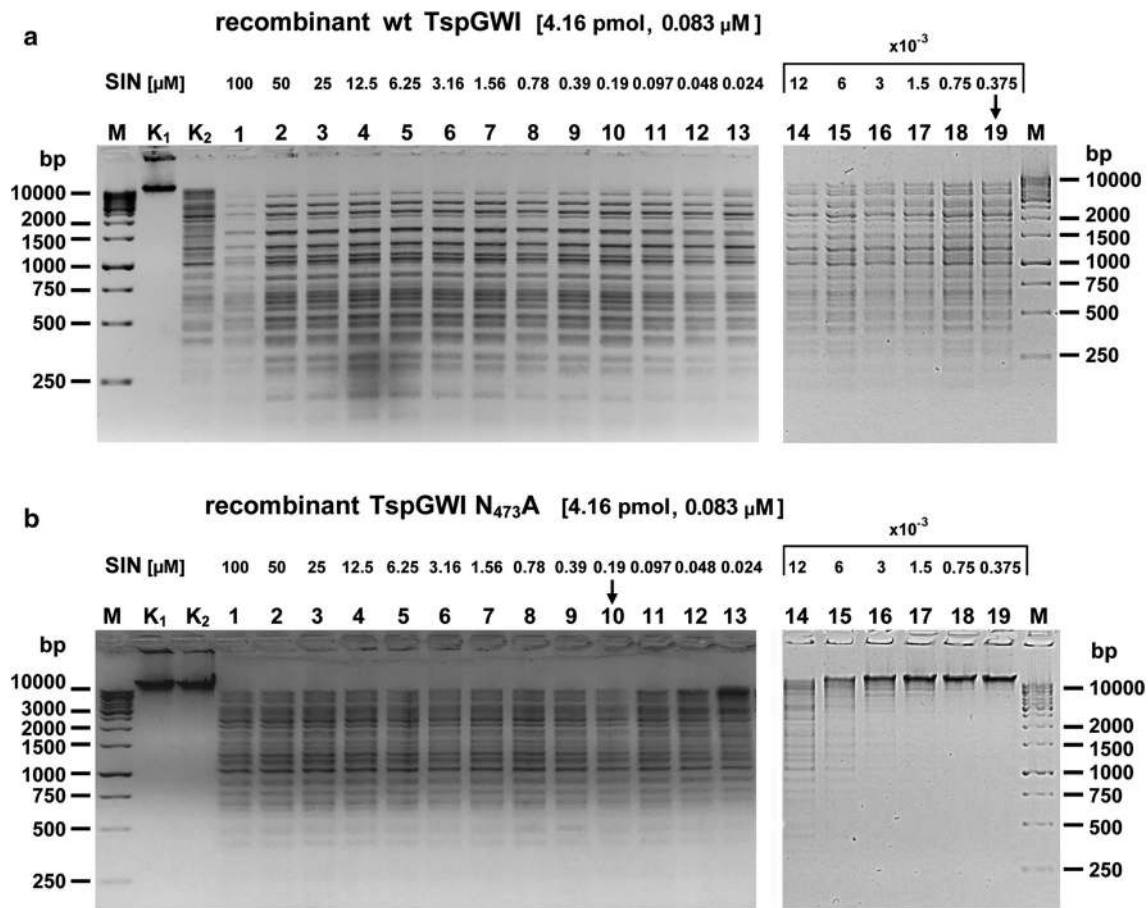 a
recombinant wt TspGWI [4.16 pmol, 0.083 µM]
x10-3
SIN [µM] 100 50 25 12.5 6.25 3.16 1.56 0.78 0.39 0.19 0.097 0.048 0.024 12 6 3 1.5 0.75 0.375
M K1 K2 1 2 3 4 5 6 7 8 9 10 11 12 13 14 15 16 17 18 19 M
bp
10000
2000
1500
1000
750
500
250
bp
10000
2000
1500
1000
750
500
250
b
recombinant TspGWI N473A [4.16 pmol, 0.083 µM]
x10-3
SIN [µM] 100 50 25 12.5 6.25 3.16 1.56 0.78 0.39 0.19 0.097 0.048 0.024 12 6 3 1.5 0.75 0.375
M K1 K2 1 2 3 4 5 6 7 8 9 10 11 12 13 14 15 16 17 18 19 M
bp
10000
3000
2000
1500
1000
750
500
250
bp
10000
2000
1500
1000
750
500
250